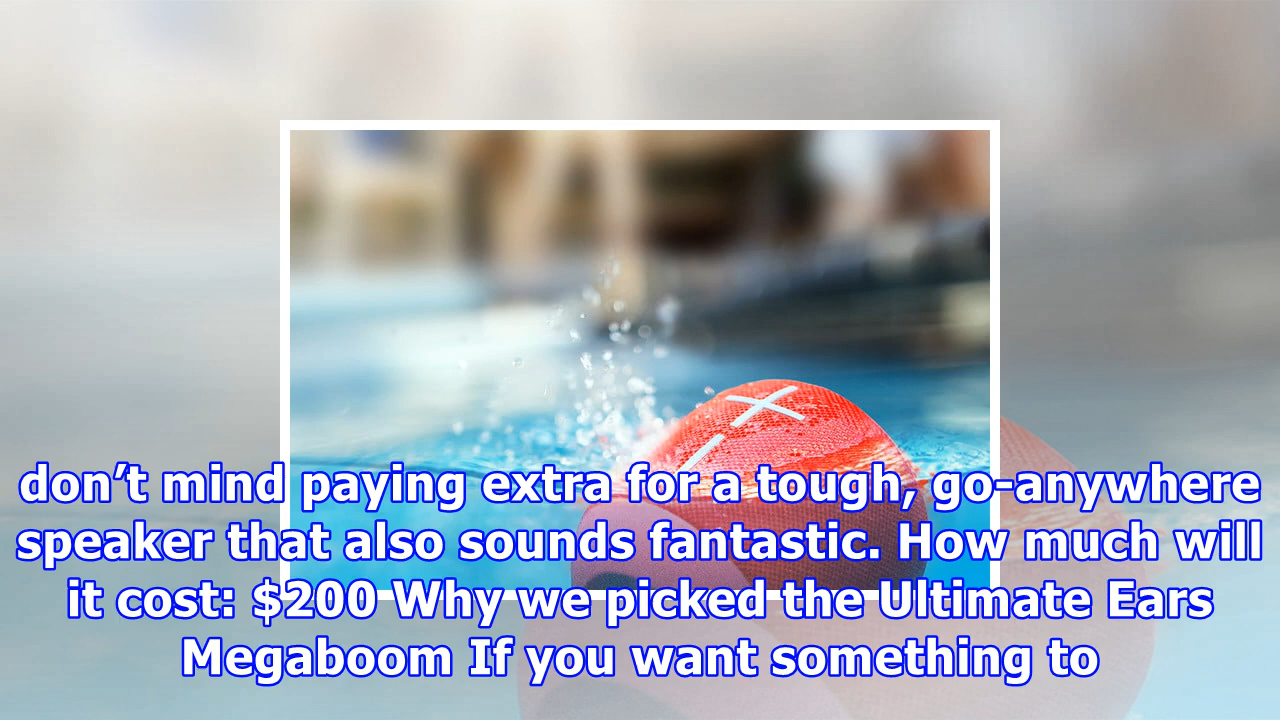 don’t mind paying extra for a tough, go-anywhere
speaker that also sounds fantastic. How much will
it cost: $200 Why we picked the Ultimate Ears
Megaboom If you want something to